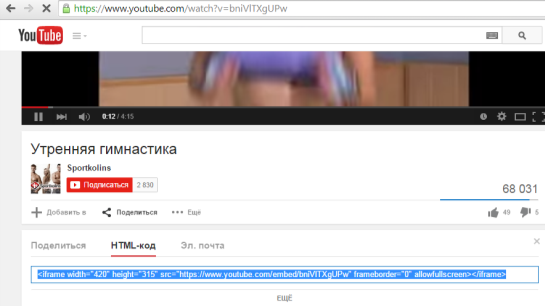 https://www.youtube.com/watch?v=bniVlTXgUPw
YouTube
0:12 / 4:15
Утренняя гимнастика
Sportkolins
Подписаться 2 830
68 031
Добавить в Поделиться Ещё 49 5
Поделиться HTML-код Эл. почта
<iframe width="420" height="315" src="https://www.youtube.com/embed/bniVlTXgUPw" frameborder="0" allowfullscreen></iframe>
ЕЩЁ